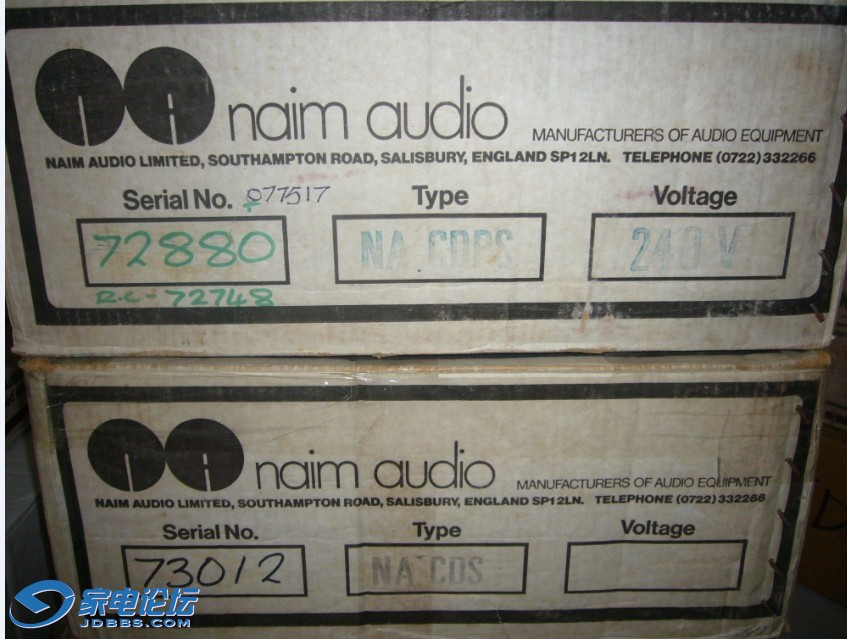 naim audio MANUFACTURERS OF AUDIO EQUIPMENT
NAIM AUDIO LIMITED, SOUTHAMPTON ROAD, SALISBURY, ENGLAND SP12LN. TELEPHONE (0722) 332266
Serial No. 077517 Type Voltage
72880 NA CDPS 240 V
R.C- 72748
naim audio MANUFACTURERS OF AUDIO EQUIPMENT
NAIM AUDIO LIMITED, SOUTHAMPTON ROAD, SALISBURY, ENGLAND SP12LN. TELEPHONE (0722) 332266
Serial No. Type Voltage
73012 NA CDS
家电论坛
JDBBS.COM